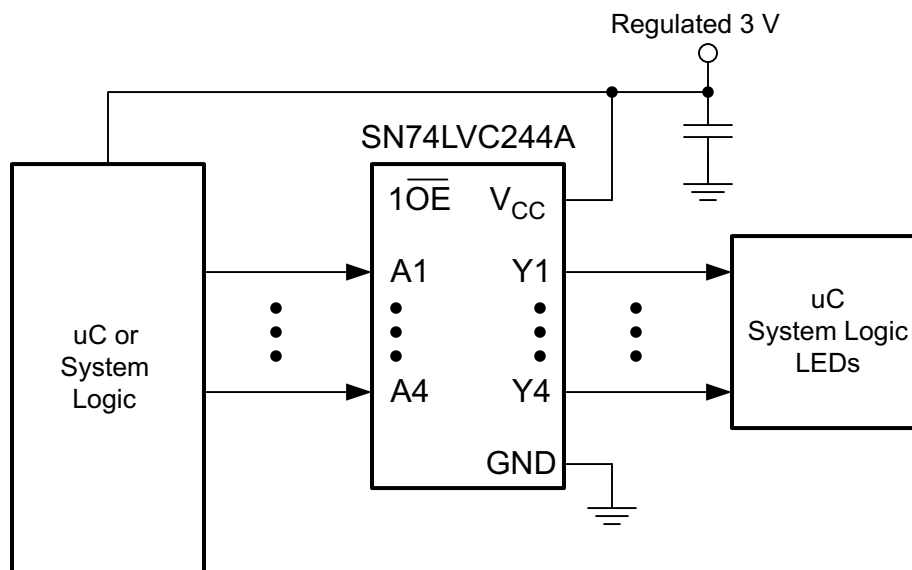 Regulated 3 V
SN74LVC244A
1OE
VCC
A1
Y1
A4
Y4
GND
uC or
System
Logic
uC
System Logic
LEDs